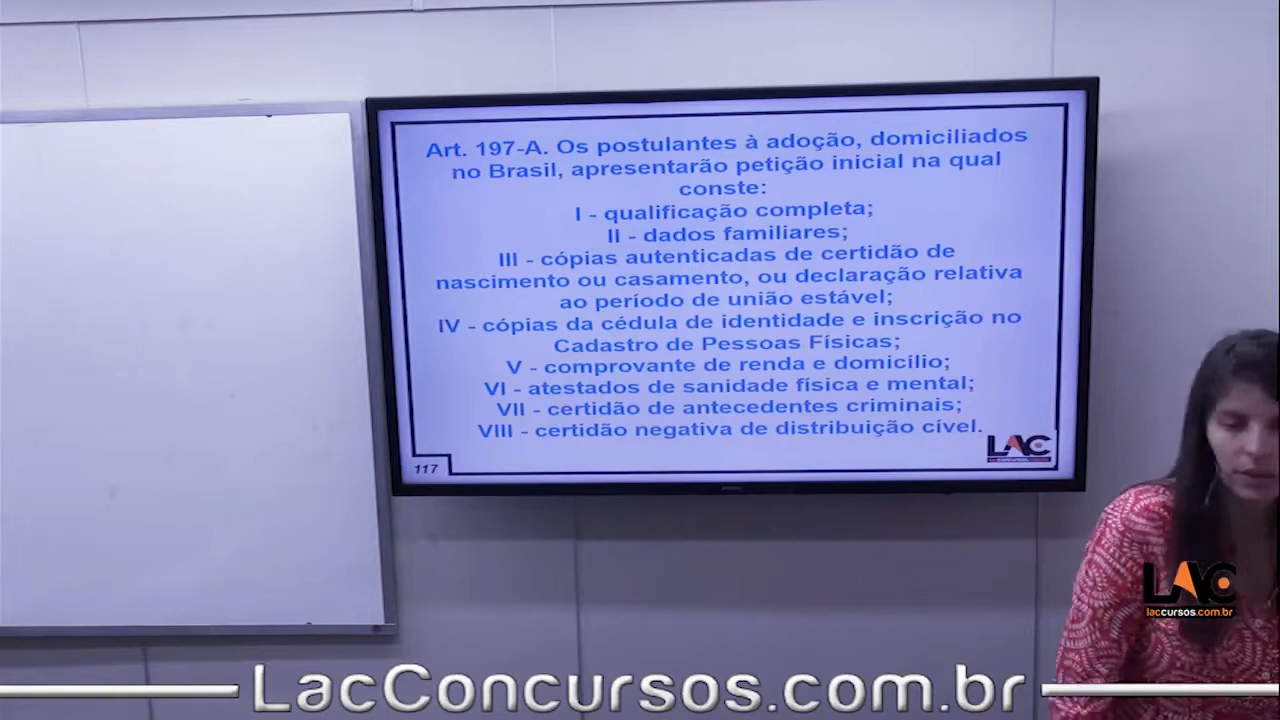 Art. 197-A. Os postulantes à adoção, domiciliados
no Brasil, apresentarão petição inicial na qual
conste:
I - qualificação completa;
II - dados familiares;
III - cópias autenticadas de certidão de
nascimento ou casamento, ou declaração relativa
ao período de união estável;
IV - cópias da cédula de identidade e inscrição no
Cadastro de Pessoas Físicas;
V - comprovante de renda e domicílio;
VI - atestados de sanidade física e mental;
VII - certidão de antecedentes criminais;
VIII - certidão negativa de distribuição cível.
LAC
117
LAC
laccursos.com.br
LacConcursos.com.br